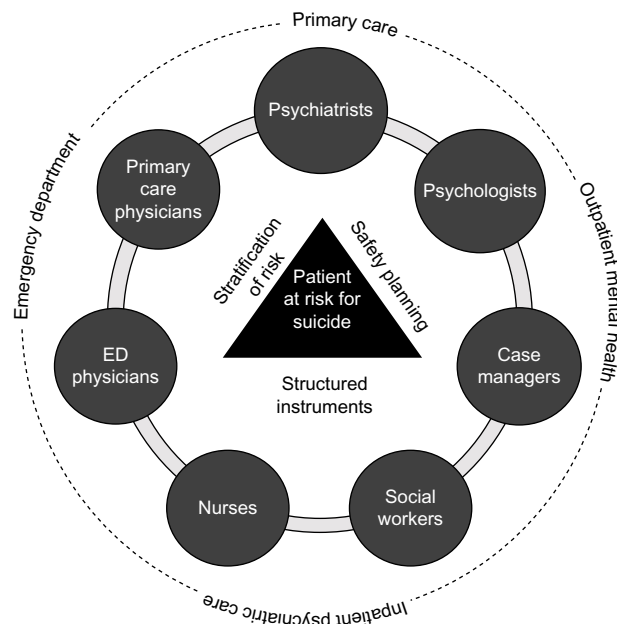 Primary care
Psychiatrists
Primary
care
physicians
Psychologists
Emergency department
Outpatient mental health
Stratification
of risk
Safety planning
Patient
at risk for
suicide
ED
physicians
Case
managers
Structured
instruments
Nurses
Social
workers
Inpatient psychiatric care